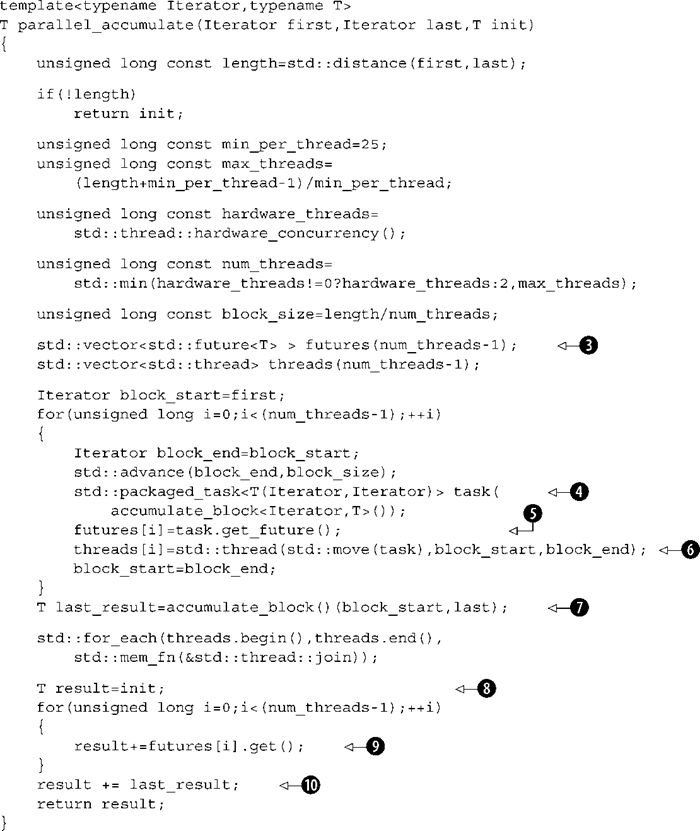 template<typename Iterator,typename T>
T parallel_accumulate(Iterator first,Iterator last,T init)
{
    unsigned long const length=std::distance(first,last);
    if(!length)
        return init;
    unsigned long const min_per_thread=25;
    unsigned long const max_threads=
        (length+min_per_thread-1)/min_per_thread;
    unsigned long const hardware_threads=
        std::thread::hardware_concurrency();
    unsigned long const num_threads=
        std::min(hardware_threads!=0?hardware_threads:2,max_threads);
    unsigned long const block_size=length/num_threads;
    std::vector<std::future<T> > futures(num_threads-1); 3
    std::vector<std::thread> threads(num_threads-1);
    Iterator block_start=first;
    for(unsigned long i=0;i<(num_threads-1);++i)
    {
        Iterator block_end=block_start;
        std::advance(block_end,block_size);
        std::packaged_task<T(Iterator,Iterator)> task( 4
            accumulate_block<Iterator,T>());
        futures[i]=task.get_future(); 5
        threads[i]=std::thread(std::move(task),block_start,block_end); 6
        block_start=block_end;
    }
    T last_result=accumulate_block()(block_start,last); 7
    std::for_each(threads.begin(),threads.end(),
        std::mem_fn(&std::thread::join));
    T result=init; 8
    for(unsigned long i=0;i<(num_threads-1);++i)
    {
        result+=futures[i].get(); 9
    }
    result += last_result; 10
    return result;
}